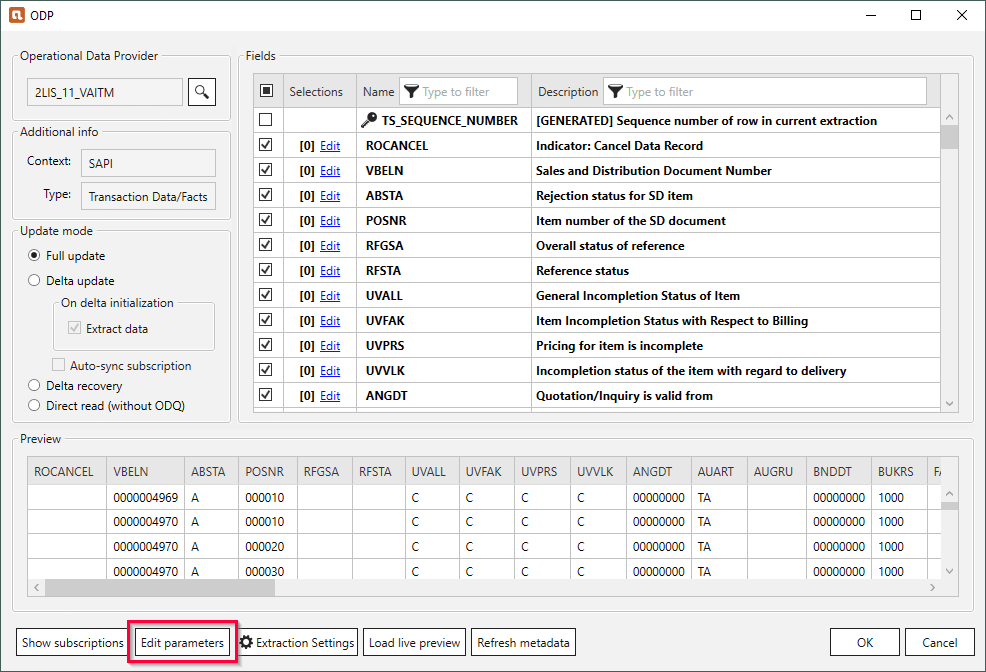 ODP
Operational Data Provider
2LIS_11_VAITM
Additional info
Context: SAPI
Type: Transaction Data/Facts
Update mode
Full update
Delta update
On delta initialization
Extract data
Auto-sync subscription
Delta recovery
Direct read (without ODQ)
Fields
Selections Name Type to filter Description Type to filter
TS_SEQUENCE_NUMBER [GENERATED] Sequence number of row in current extraction
[0] Edit ROCANCEL Indicator: Cancel Data Record
[0] Edit VBELN Sales and Distribution Document Number
[0] Edit ABSTA Rejection status for SD item
[0] Edit POSNR Item number of the SD document
[0] Edit RFGSA Overall status of reference
[0] Edit RFSTA Reference status
[0] Edit UVALL General Incompletion Status of Item
[0] Edit UVFAK Item Incompletion Status with Respect to Billing
[0] Edit UVPRS Pricing for item is incomplete
[0] Edit UVVLK Incompletion status of the item with regard to delivery
[0] Edit ANGDT Quotation/Inquiry is valid from
Preview
ROCANCEL VBELN ABSTA POSNR RFGSA RFSTA UVALL UVFAK UVPRS UVVLK ANGDT AUART AUGRU BNDDT BUKRS
0000004969 A 000010 C C C C 00000000 TA 00000000 1000
0000004970 A 000010 C C C C 00000000 TA 00000000 1000
0000004970 A 000020 C C C C 00000000 TA 00000000 1000
0000004970 A 000030 C C C C 00000000 TA 00000000 1000
Show subscriptions Edit parameters Extraction Settings Load live preview Refresh metadata OK Cancel